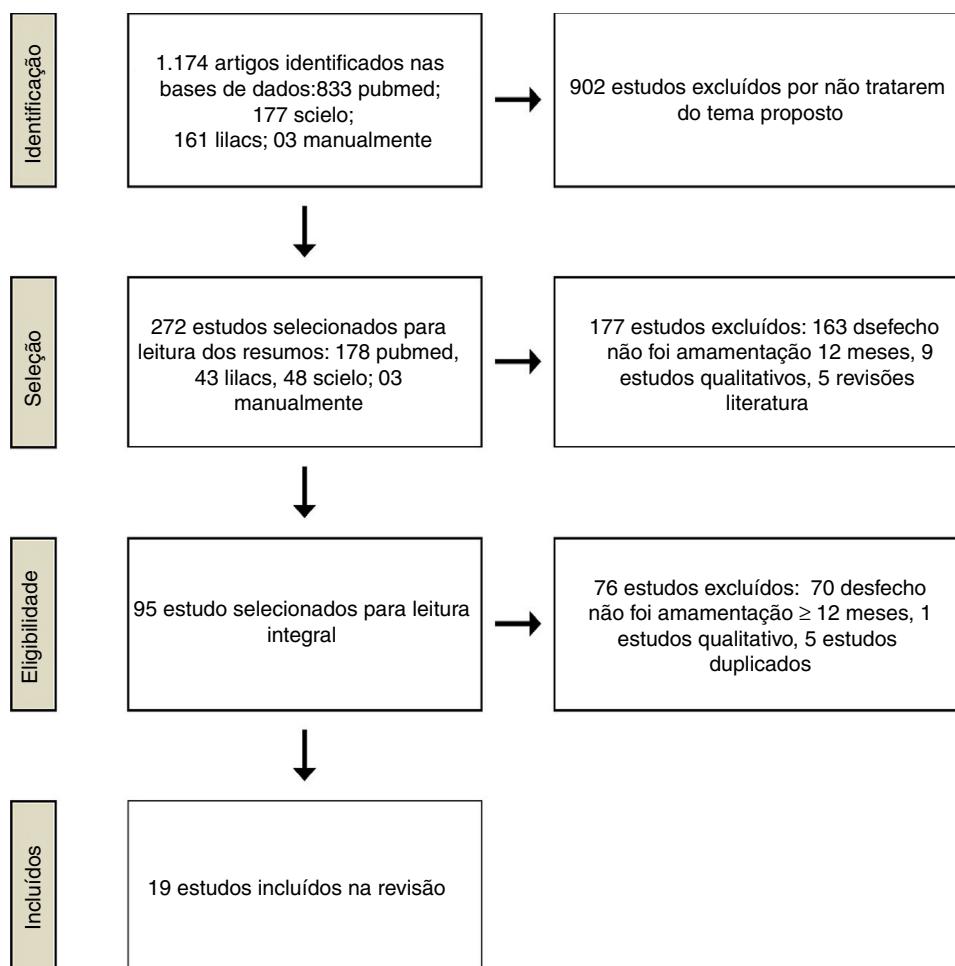 Identificação
1.174 artigos identificados nas
bases de dados:833 pubmed;
177 scielo;
161 lilacs; 03 manualmente
902 estudos excluídos por não tratarem
do tema proposto
Seleção
272 estudos selecionados para
leitura dos resumos: 178 pubmed,
43 lilacs, 48 scielo; 03
manualmente
177 estudos excluídos: 163 dsefecho
não foi amamentação 12 meses, 9
estudos qualitativos, 5 revisões
literatura
Eligibilidade
95 estudo selecionados para leitura
integral
76 estudos excluídos: 70 desfecho
não foi amamentação ≥ 12 meses, 1
estudos qualitativo, 5 estudos
duplicados
Incluídos
19 estudos incluídos na revisão